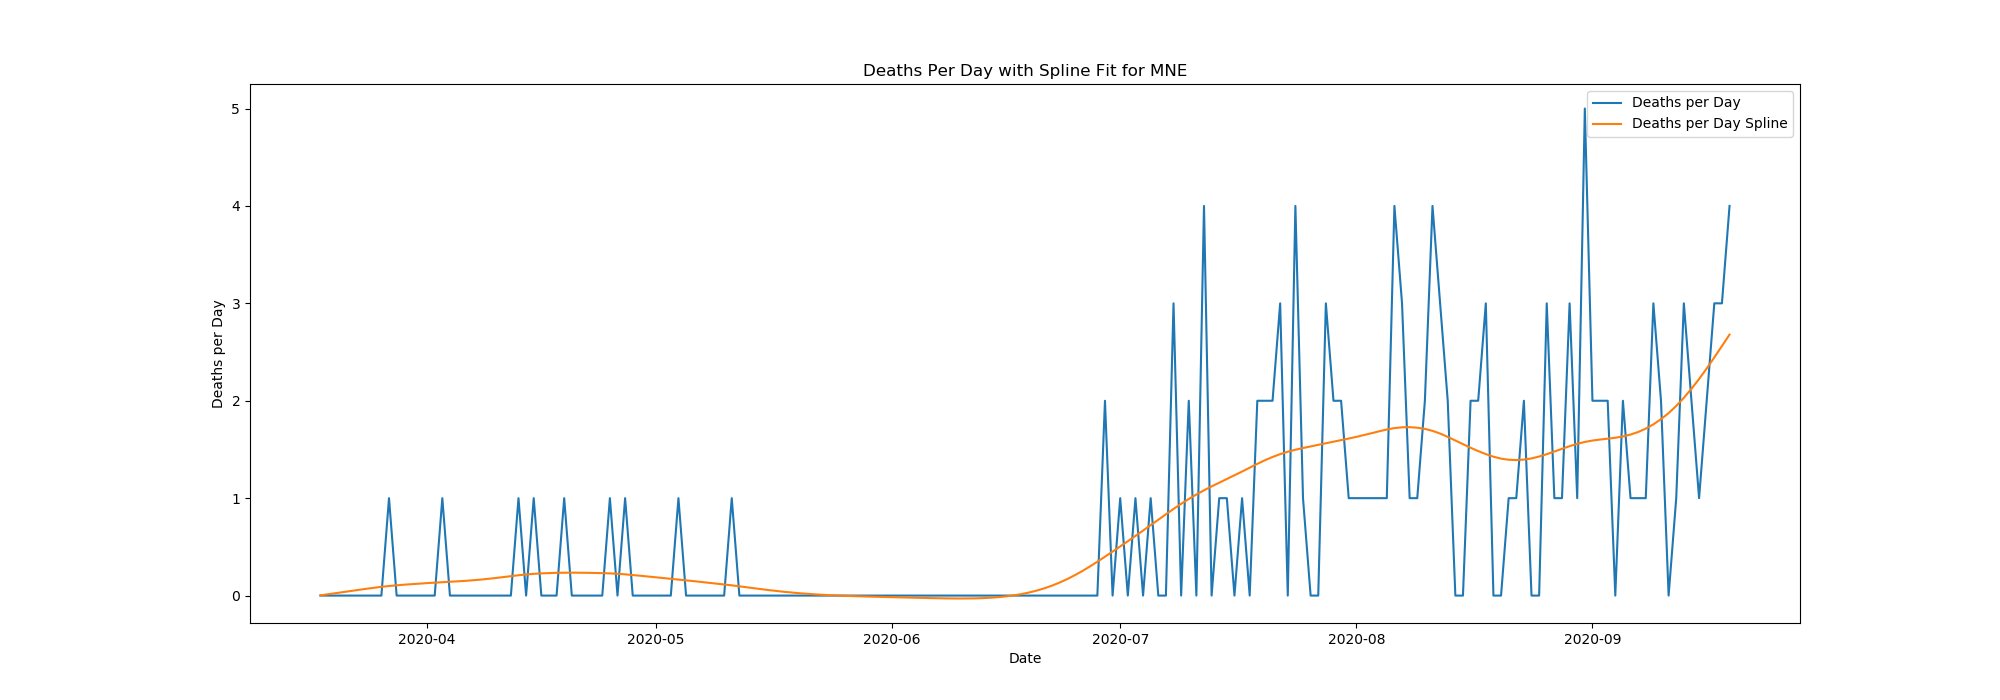 Deaths Per Day with Spline Fit for MNE
Deaths per Day
Deaths per Day Spline
5
4
3
2
1
0
Deaths per Day
2020-04 2020-05 2020-06 2020-07 2020-08 2020-09
Date